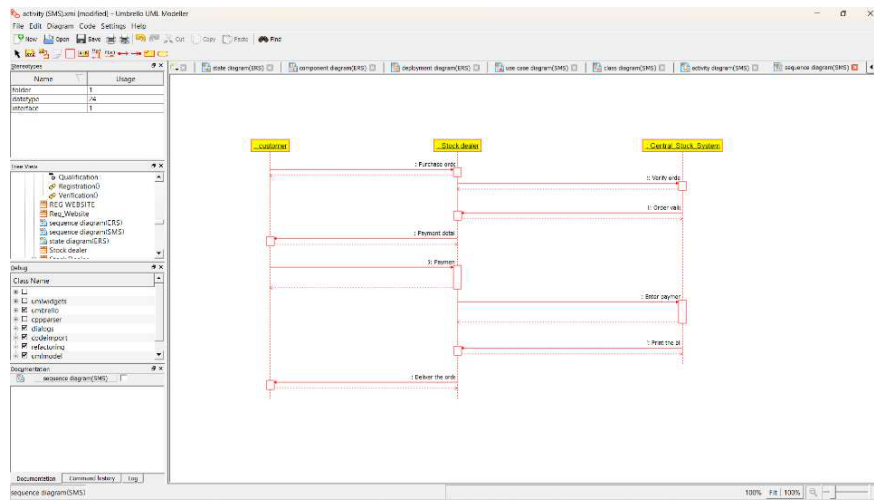 activity (SMS).xmi [modified] - Umbrello UML Modeller
File Edit Diagram Code Settings Help
New Open Save Cut Copy Paste Find
Stereotypes
Name Usage
folder 1
datatype 74
interface 1
state diagram(ERS) component diagram(ERS) deployment diagram(ERS) use case diagram(SMS) class diagram(SMS) activity diagram(SMS) sequence diagram(SMS)
Tree View
Qualification
Registration()
Verification()
REG WEBSITE
Reg_Website
sequence diagram(ERS)
sequence diagram(SMS)
state diagram(ERS)
Stock dealer
Debug
Class Name
umlwidgets
umbrello
cppparser
dialogs
codeimport
refactoring
umlmodel
Documentation
sequence diagram(SMS)
Documentation Command history Log
sequence diagram(SMS)
100% Fit 100%
: customer : Stock dealer : Central_Stock_System
: Purchase orde
: Verify orde
: Order valid
: Payment detai
: Paymen
: Enter paymen
: Print the bi
: Deliver the orde